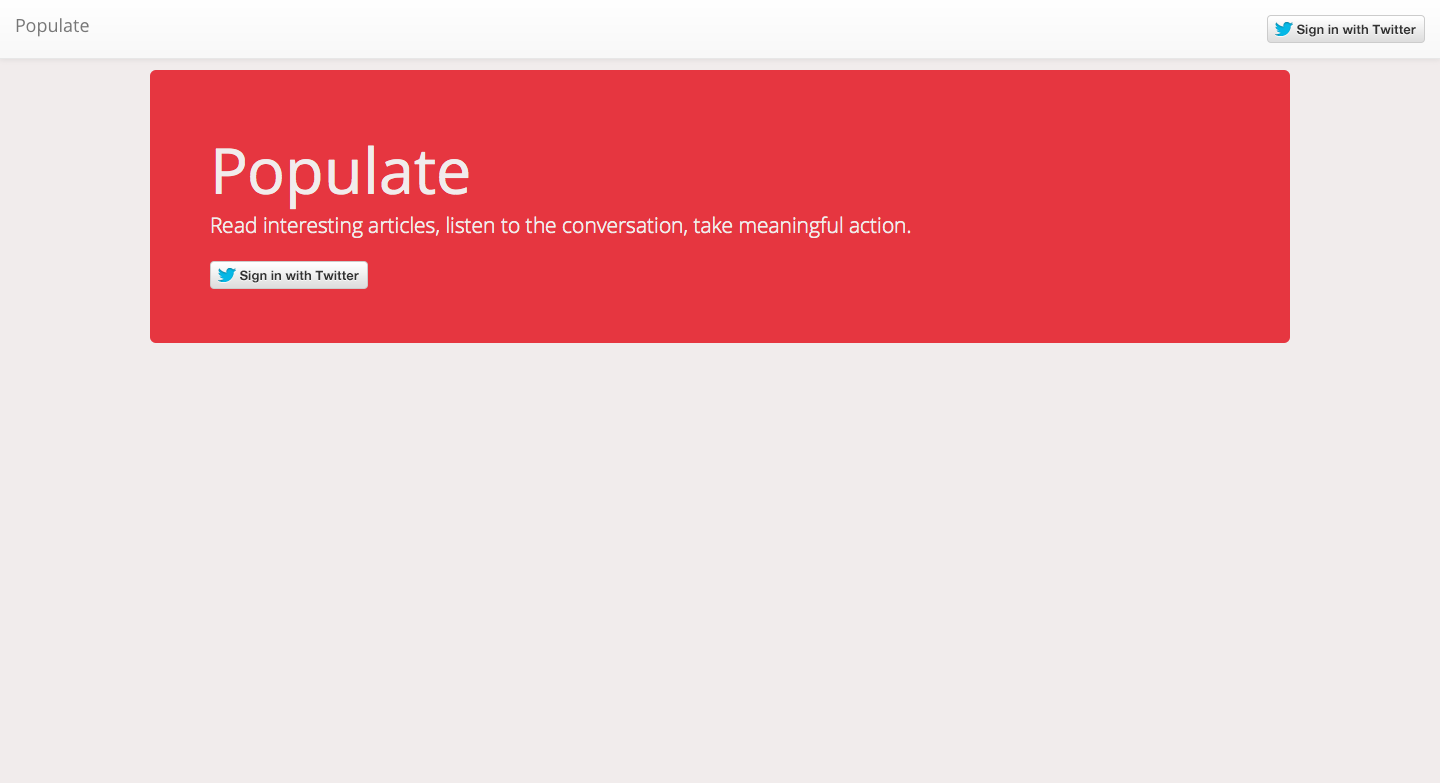 Populate
Sign in with Twitter
Populate
Read interesting articles, listen to the conversation, take meaningful action.
Sign in with Twitter